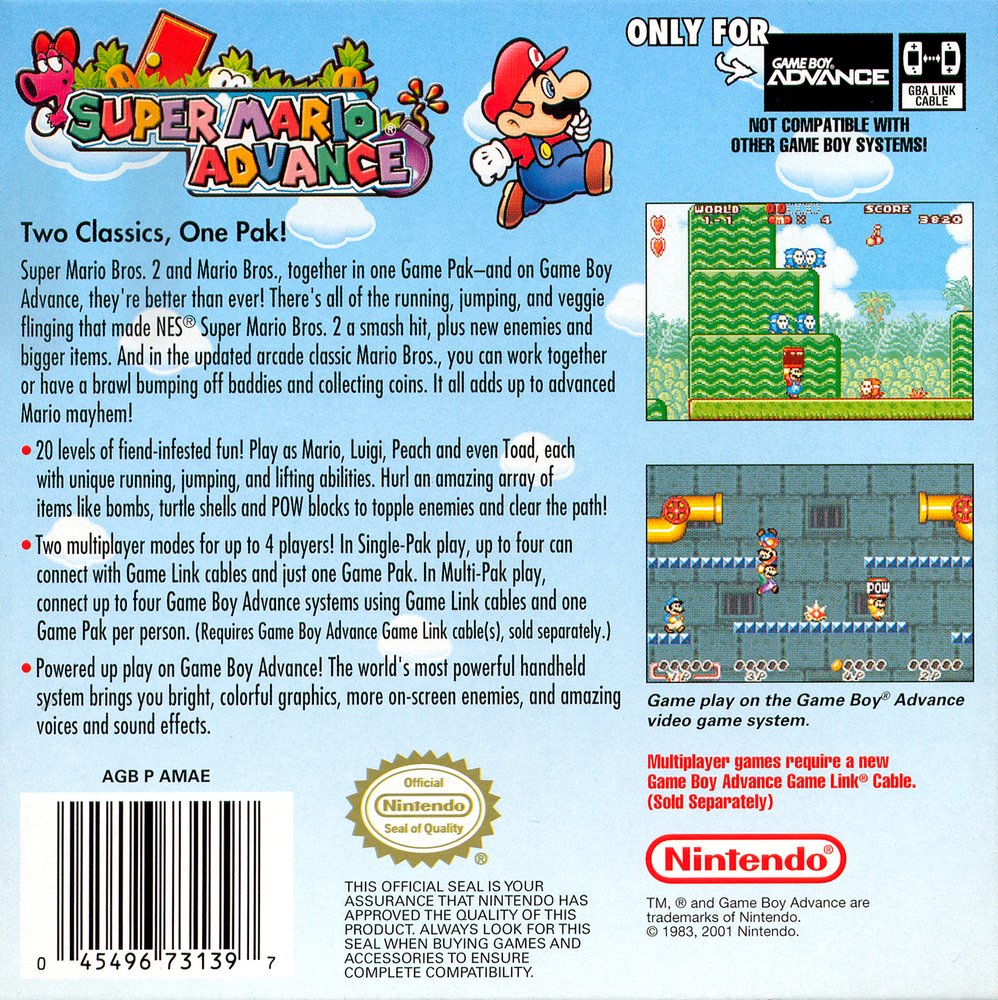 SUPER MARIO®
ADVANCE
ONLY FOR
GAME BOY
ADVANCE
GBA LINK
CABLE
NOT COMPATIBLE WITH
OTHER GAME BOY SYSTEMS!
Two Classics, One Pak!
Super Mario Bros. 2 and Mario Bros., together in one Game Pak—and on Game Boy
Advance, they're better than ever! There's all of the running, jumping, and veggie
flinging that made NES® Super Mario Bros. 2 a smash hit, plus new enemies and
bigger items. And in the updated arcade classic Mario Bros., you can work together
or have a brawl bumping off baddies and collecting coins. It all adds up to advanced
Mario mayhem!
• 20 levels of fiend-infested fun! Play as Mario, Luigi, Peach and even Toad, each
with unique running, jumping, and lifting abilities. Hurl an amazing array of
items like bombs, turtle shells and POW blocks to topple enemies and clear the path!
• Two multiplayer modes for up to 4 players! In Single-Pak play, up to four can
connect with Game Link cables and just one Game Pak. In Multi-Pak play,
connect up to four Game Boy Advance systems using Game Link cables and one
Game Pak per person. (Requires Game Boy Advance Game Link cable(s), sold separately.)
• Powered up play on Game Boy Advance! The world's most powerful handheld
system brings you bright, colorful graphics, more on-screen enemies, and amazing
voices and sound effects.
WORLD
1-1
x 4
SCORE
3820
POW
1P
3P
4P
2P
Game play on the Game Boy® Advance
video game system.
Multiplayer games require a new
Game Boy Advance Game Link® Cable.
(Sold Separately)
Nintendo®
TM, ® and Game Boy Advance are
trademarks of Nintendo.
© 1983, 2001 Nintendo.
AGB P AMAE
0 45496 73139 7
Official
Nintendo
Seal of Quality
®
THIS OFFICIAL SEAL IS YOUR
ASSURANCE THAT NINTENDO HAS
APPROVED THE QUALITY OF THIS
PRODUCT. ALWAYS LOOK FOR THIS
SEAL WHEN BUYING GAMES AND
ACCESSORIES TO ENSURE
COMPLETE COMPATIBILITY.